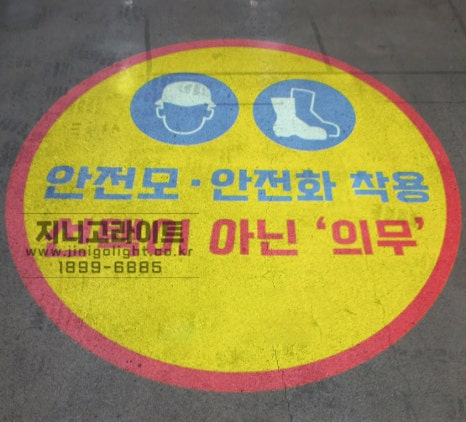 안전모·안전화 착용
아닌 '의무'
지니고라이트
www.jinigolight.co.kr
1899-6885